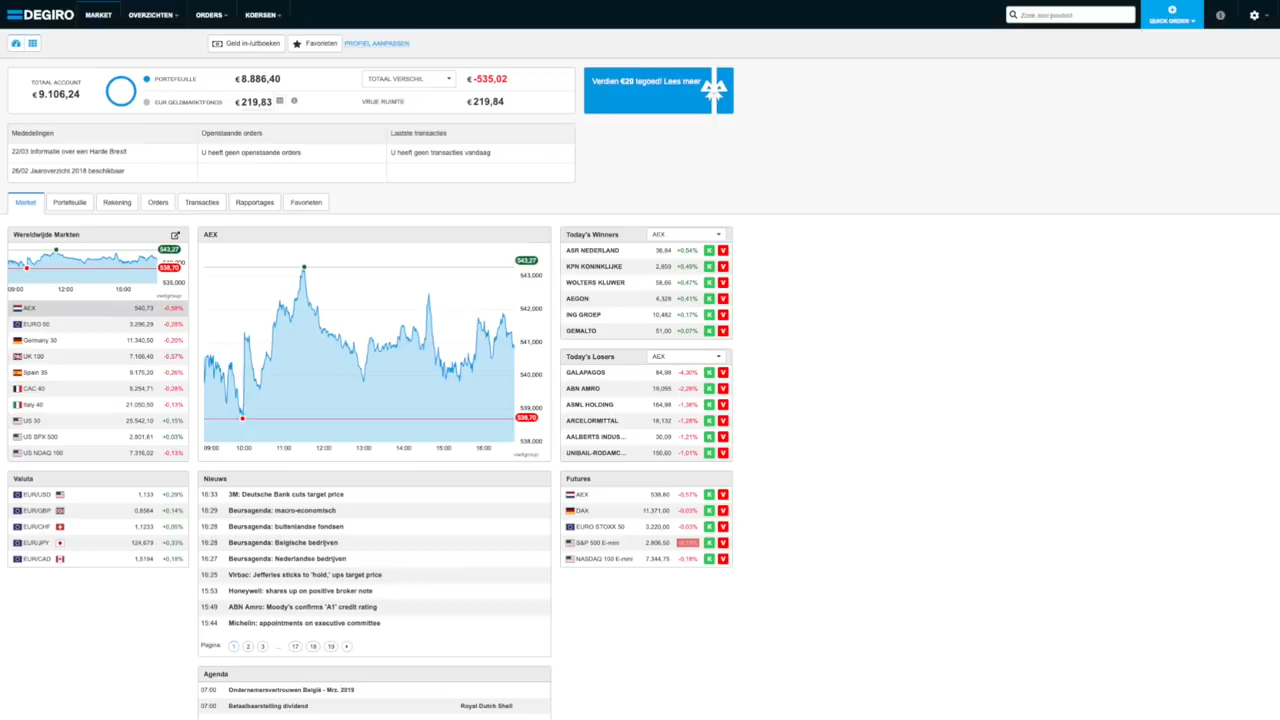 DEGIRO MARKET OVERZICHTEN ORDERS KOERSEN
Zoek een product QUICK ORDER
Geld in-/uitboeken Favorieten PROFIEL AANPASSEN
TOTAAL ACCOUNT
€ 9.106,24
PORTEFEUILLE € 8.886,40 TOTAAL VERSCHIL € -535,02
EUR GELDMARKTFONDS € 219,83 VRIJE RUIMTE € 219,84
Verdien €20 tegoed! Lees meer
Mededelingen Openstaande orders Laatste transacties
22/03 Informatie over een Harde Brexit U heeft geen openstaande orders U heeft geen transacties vandaag
26/02 Jaaroverzicht 2018 beschikbaar
Market Portefeuille Rekening Orders Transacties Rapportages Favorieten
Wereldwijde Markten
543,27
538,70
535,000
09:00 12:00 15:00
vwdgroup:
AEX 540,73 -0,58%
EURO 50 3.296,29 -0,28%
Germany 30 11.340,50 -0,20%
UK 100 7.166,40 -0,57%
Spain 35 9.175,20 -0,26%
CAC 40 5.254,71 -0,28%
Italy 40 21.050,50 -0,13%
US 30 25.542,10 +0,15%
US SPX 500 2.801,61 +0,03%
US NDAQ 100 7.316,02 -0,13%
AEX
543,27
543,000
542,000
541,000
540,000
539,000
538,70
538,000
09:00 10:00 11:00 12:00 13:00 14:00 15:00 16:00
vwdgroup:
Today's Winners AEX
ASR NEDERLAND 36,84 +0,54% K V
KPN KONINKLIJKE 2,859 +0,49% K V
WOLTERS KLUWER 58,66 +0,47% K V
AEGON 4,328 +0,41% K V
ING GROEP 10,482 +0,17% K V
GEMALTO 51,00 +0,07% K V
Today's Losers AEX
GALAPAGOS 84,98 -4,30% K V
ABN AMRO 19,055 -2,28% K V
ASML HOLDING 164,98 -1,38% K V
ARCELORMITTAL 18,132 -1,28% K V
AALBERTS INDUS... 30,09 -1,21% K V
UNIBAIL-RODAMC... 150,60 -1,01% K V
Valuta
EUR/USD 1,133 +0,29%
EUR/GBP 0,8564 +0,14%
EUR/CHF 1,1233 +0,05%
EUR/JPY 124,679 +0,33%
EUR/CAD 1,5194 +0,18%
Nieuws
16:33 3M: Deutsche Bank cuts target price
16:29 Beursagenda: macro-economisch
16:28 Beursagenda: buitenlandse fondsen
16:28 Beursagenda: Belgische bedrijven
16:27 Beursagenda: Nederlandse bedrijven
16:25 Virbac: Jefferies sticks to 'hold,' ups target price
15:53 Honeywell: shares up on positive broker note
15:49 ABN Amro: Moody's confirms 'A1' credit rating
15:44 Michelin: appointments on executive committee
Pagina: 1 2 3 ... 17 18 19
Futures
AEX 538,80 -0,57% K V
DAX 11.371,00 -0,03% K V
EURO STOXX 50 3.220,00 -0,03% K V
S&P 500 E-mini 2.806,50 K V
NASDAQ 100 E-mini 7.344,75 -0,18% K V
Agenda
07:00 Ondernemersvertrouwen België - Mrz. 2019
07:00 Betaalbaarstelling dividend Royal Dutch Shell